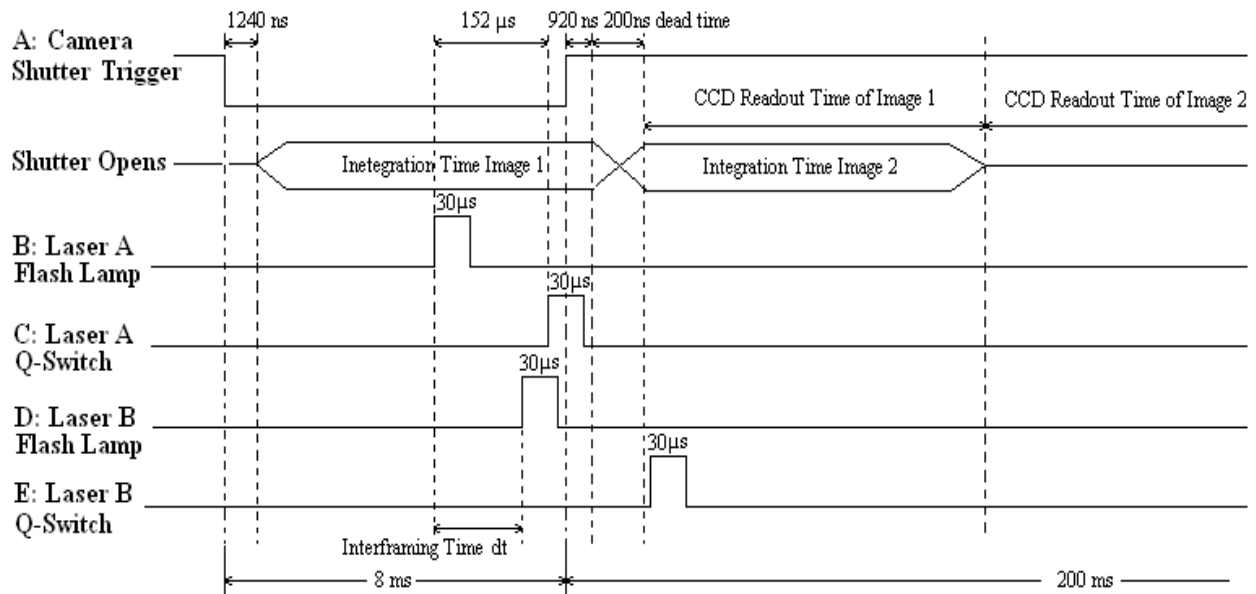 1240 ns
152 μs
920 ns
200ns dead time
A: Camera
Shutter Trigger
CCD Readout Time of Image 1
CCD Readout Time of Image 2
Shutter Opens
Inetegration Time Image 1
Integration Time Image 2
30μs
B: Laser A
Flash Lamp
30μs
C: Laser A
Q-Switch
30μs
D: Laser B
Flash Lamp
30μs
E: Laser B
Q-Switch
Interframing Time dt
8 ms
200 ms